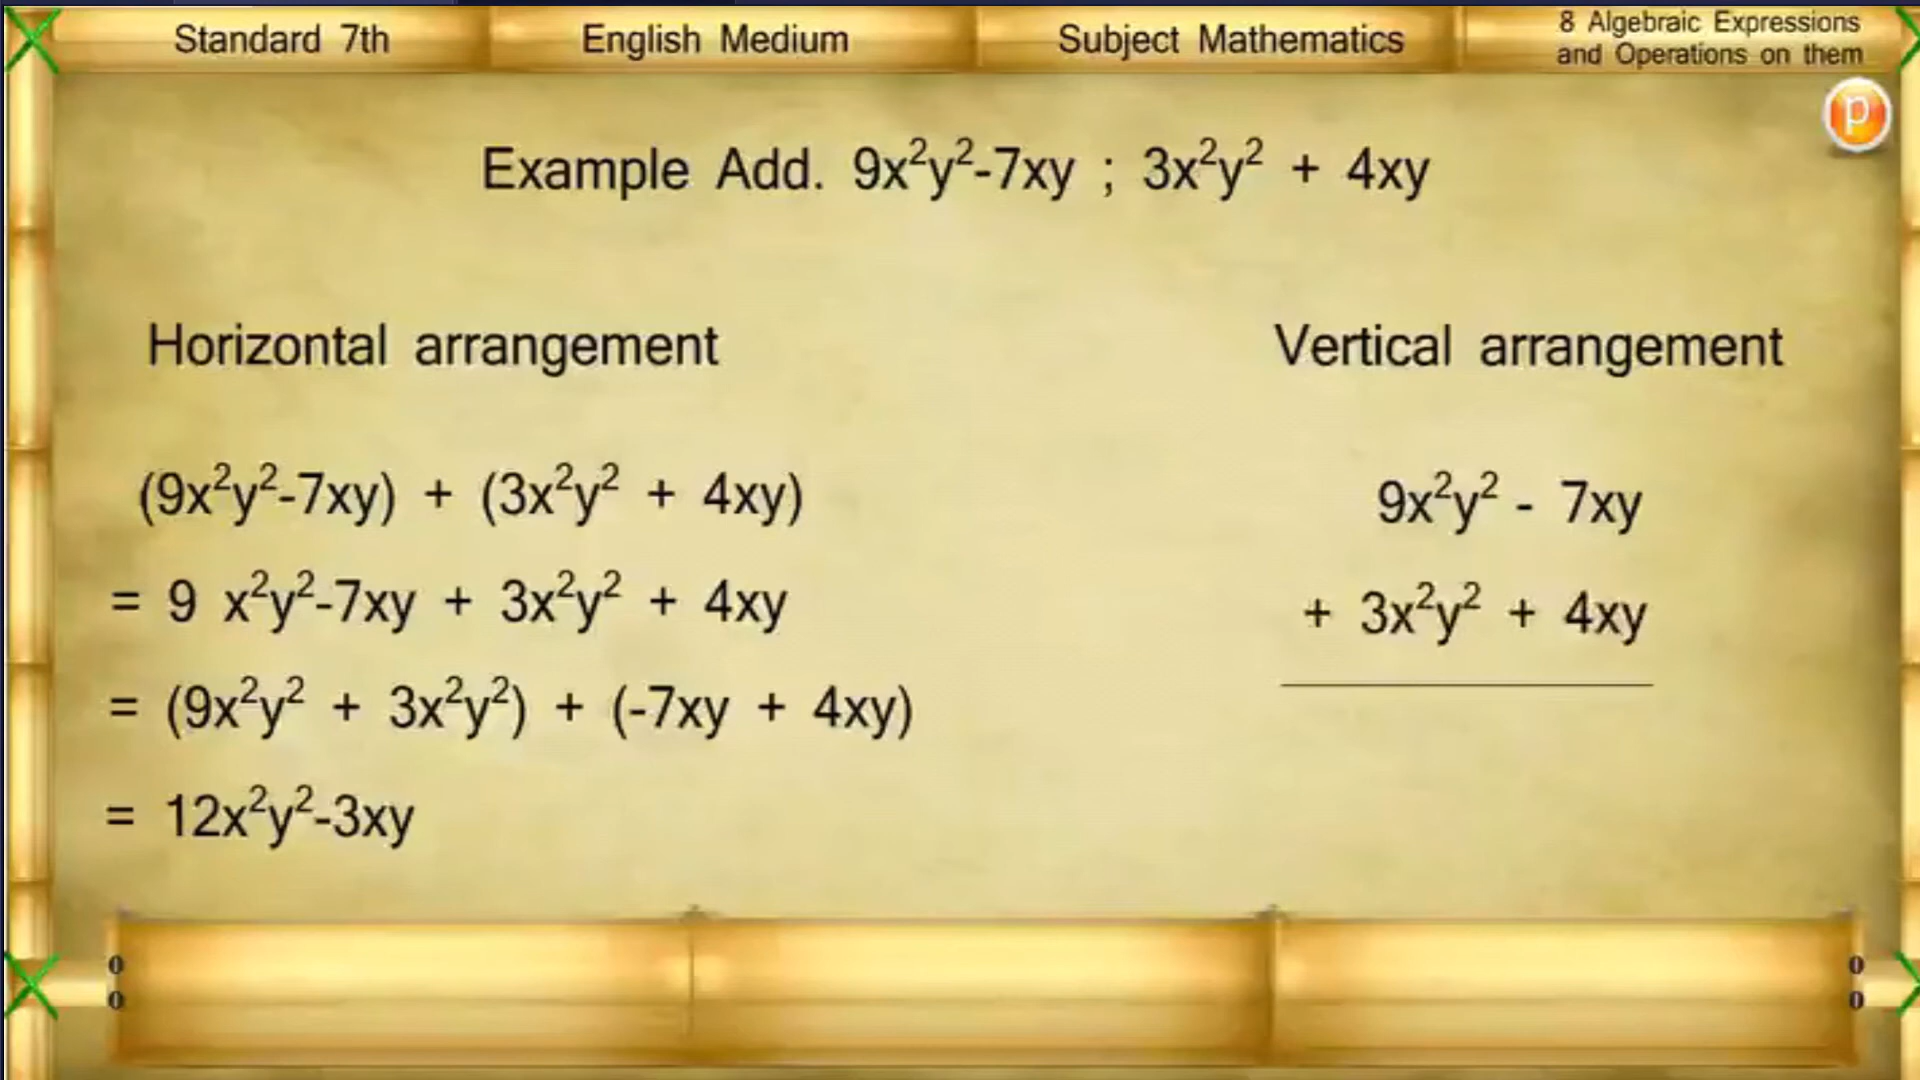 Standard 7th
English Medium
Subject Mathematics
8 Algebraic Expressions
and Operations on them
p
Example Add. 9x²y²-7xy ; 3x²y² + 4xy
Horizontal arrangement
(9x²y²-7xy) + (3x²y² + 4xy)
= 9 x²y²-7xy + 3x²y² + 4xy
= (9x²y² + 3x²y²) + (-7xy + 4xy)
= 12x²y²-3xy
Vertical arrangement
9x²y² - 7xy
+ 3x²y² + 4xy